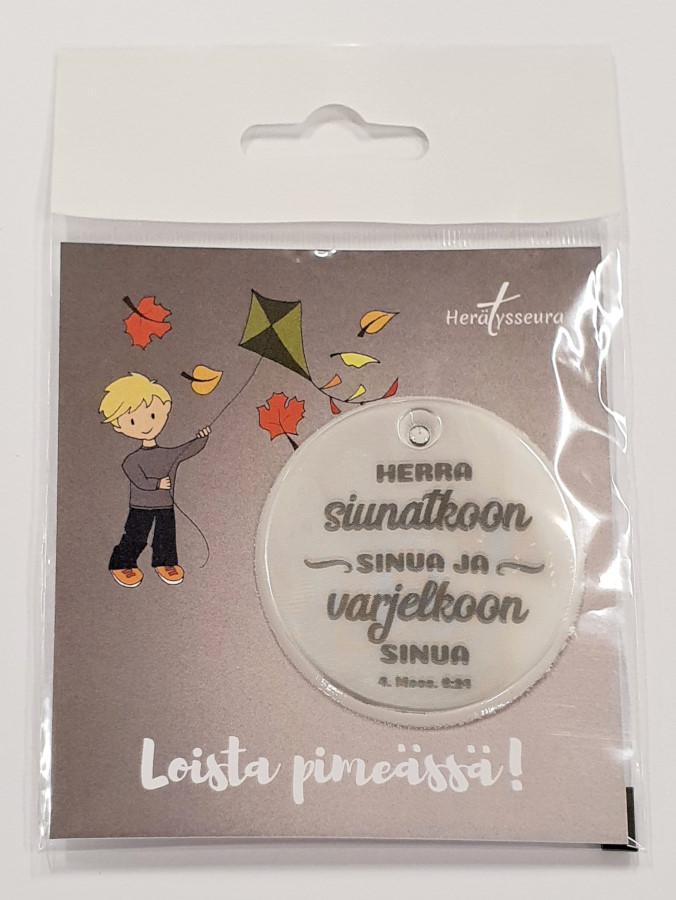 Herätysseura
HERRA
siunatkoon
SINUA JA
varjelkoon
SINUA
4. Moos. 6:24
Loista pimeässä!